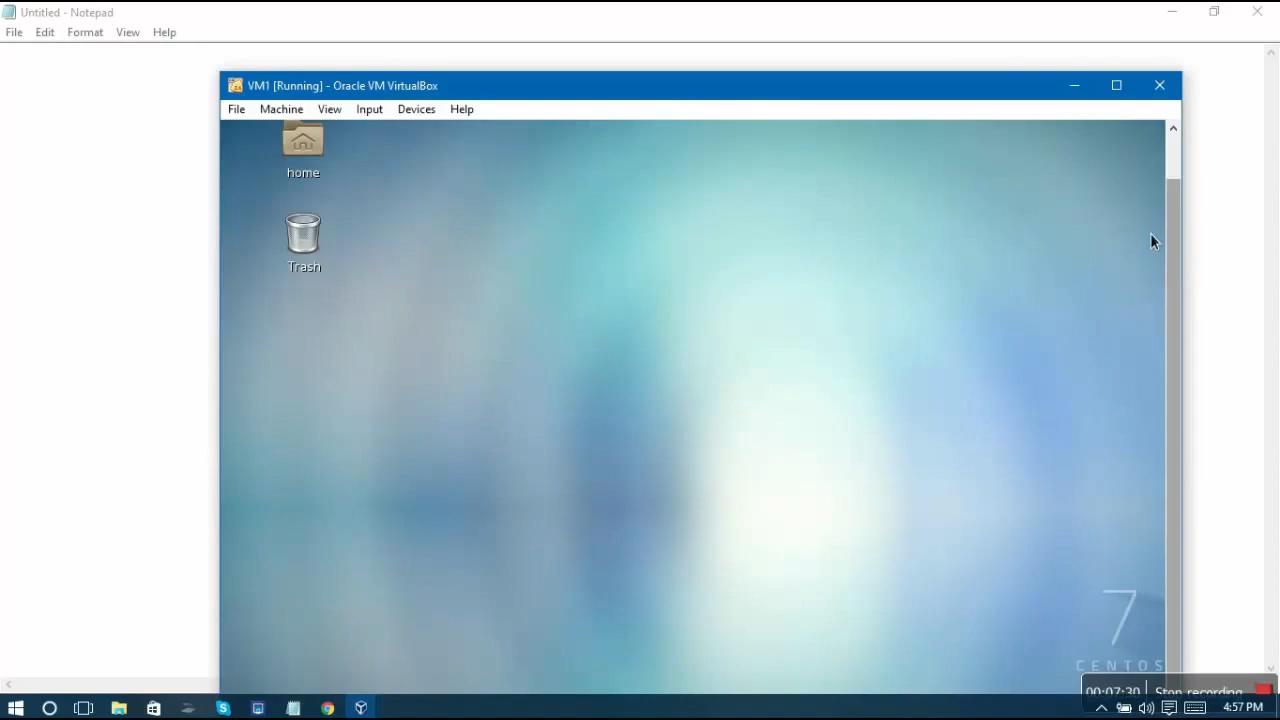 Untitled - Notepad
File Edit Format View Help
VM1 [Running] - Oracle VM VirtualBox
File Machine View Input Devices Help
home
Trash
7
CENTOS
00:07:30 Stop recording
4:57 PM